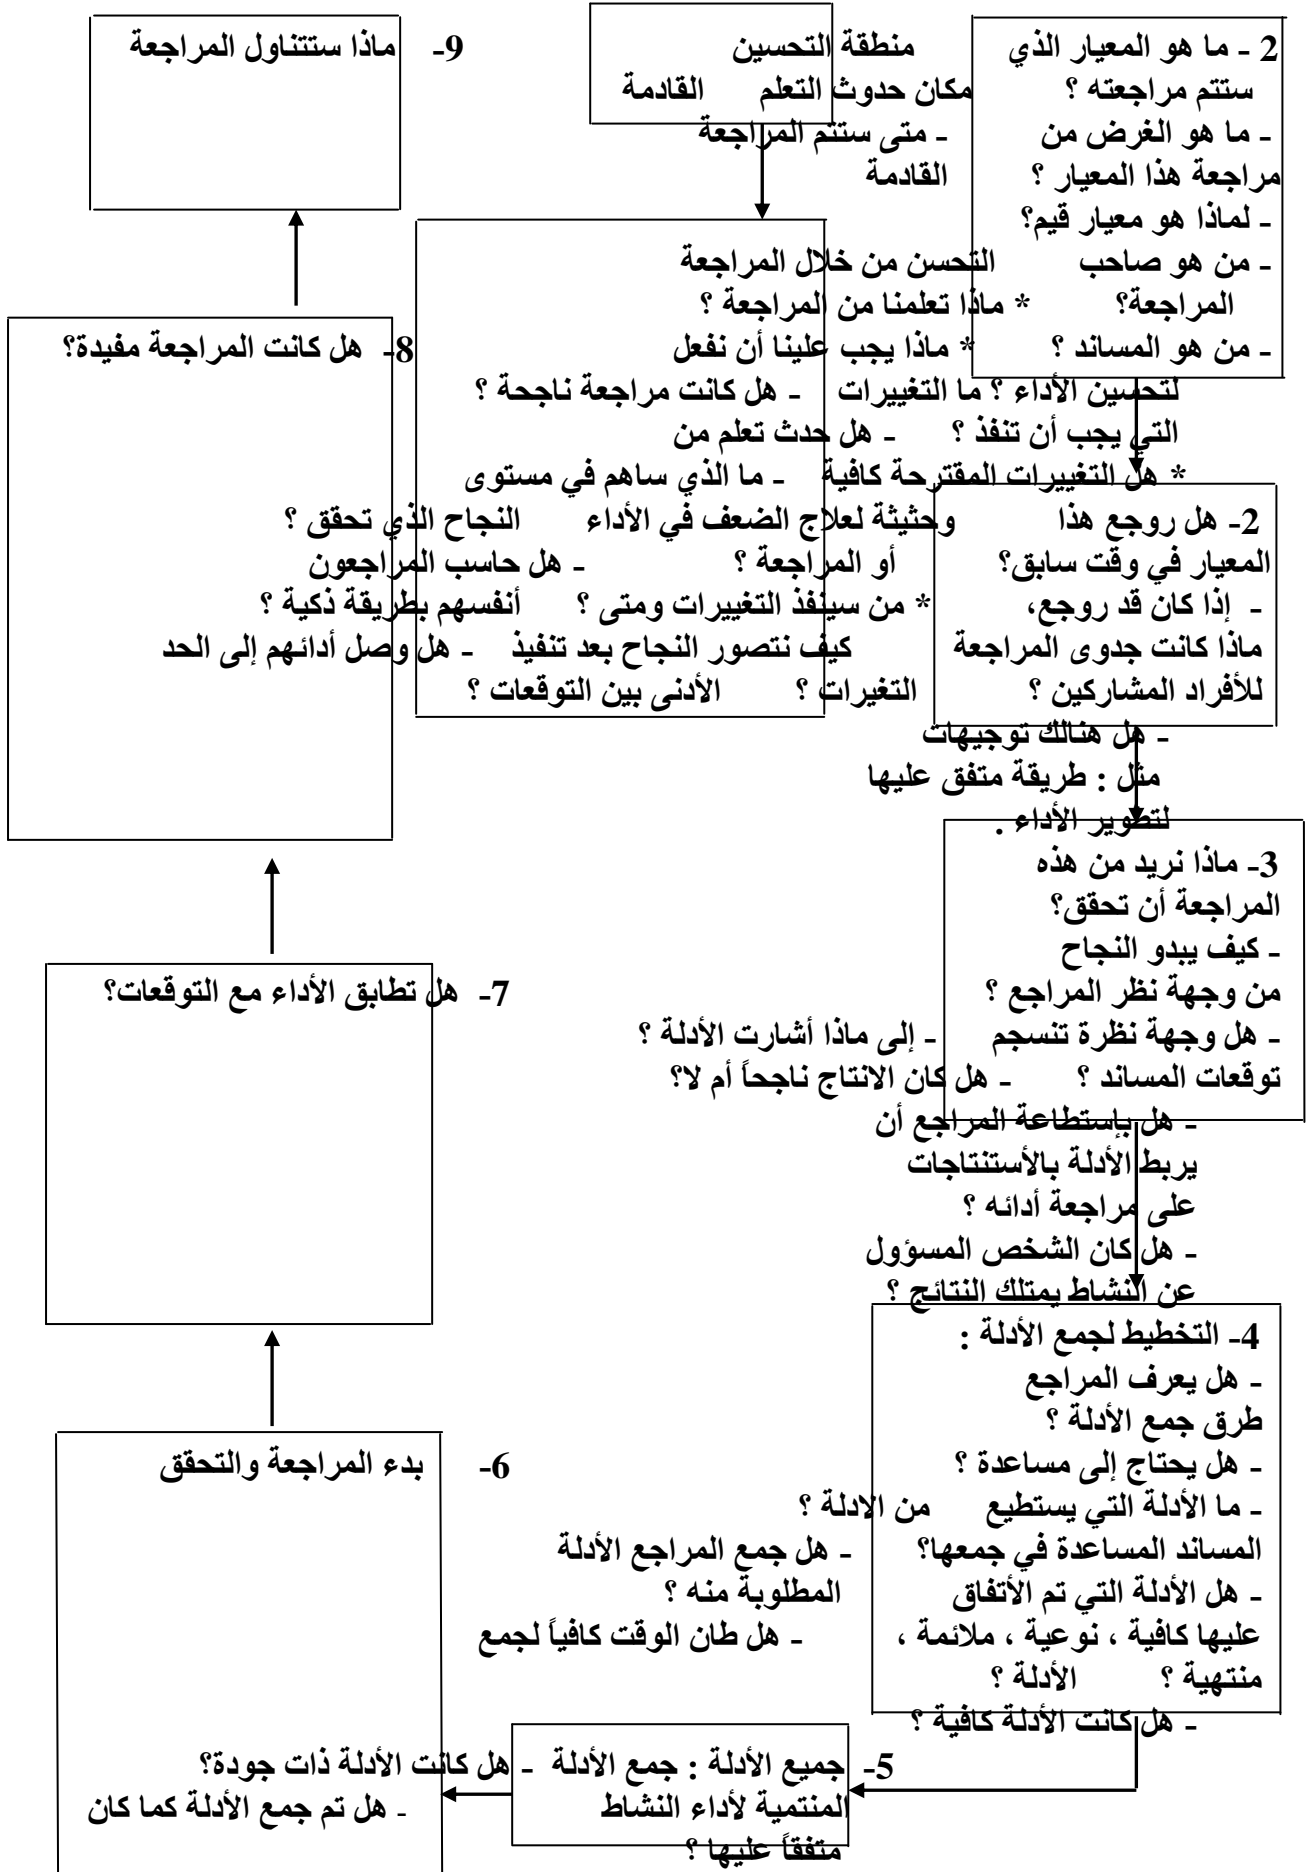 2 ـ ما هو المعيار الذي منطقة التحسين 9- ماذا ستتناول المراجعة
ستتم مراجعته ؟ مكان حدوث التعلم القادمة
ـ ما هو الغرض من ـ متى ستتم المراجعة
مراجعة هذا المعيار ؟ القادمة
ـ لماذا هو معيار قيم؟
ـ من هو صاحب التحسن من خلال المراجعة
المراجعة؟ * ماذا تعلمنا من المراجعة ؟
ـ من هو المساند ؟ * ماذا يجب علينا أن نفعل 8- هل كانت المراجعة مفيدة؟
لتحسين الأداء ؟ ما التغييرات ـ هل كانت مراجعة ناجحة ؟
التي يجب أن تنفذ ؟ ـ هل حدث تعلم من
* هل التغييرات المقترحة كافية ـ ما الذي ساهم في مستوى
2- هل روجع هذا وحثيثة لعلاج الضعف في الأداء النجاح الذي تحقق ؟
المعيار في وقت سابق؟ أو المراجعة ؟ ـ هل حاسب المراجعون
ـ إذا كان قد روجع، * من سينفذ التغييرات ومتى ؟ أنفسهم بطريقة ذكية ؟
ماذا كانت جدوى المراجعة كيف نتصور النجاح بعد تنفيذ ـ هل وصل أدائهم إلى الحد
للأفراد المشاركين ؟ التغيرات ؟ الأدنى بين التوقعات ؟
ـ هل هنالك توجيهات
مثل : طريقة متفق عليها
لتطوير الأداء .
3- ماذا نريد من هذه
المراجعة أن تحقق؟
ـ كيف يبدو النجاح
من وجهة نظر المراجع ؟ 7- هل تطابق الأداء مع التوقعات؟
ـ هل وجهة نظرة تنسجم ـ إلى ماذا أشارت الأدلة ؟
توقعات المساند ؟ ـ هل كان الانتاج ناجحاً أم لا؟
ـ هل بإستطاعة المراجع أن
يربط الأدلة بالأستنتاجات
على مراجعة أدائه ؟
ـ هل كان الشخص المسؤول
عن النشاط يمتلك النتائج ؟
4- التخطيط لجمع الأدلة :
ـ هل يعرف المراجع
طرق جمع الأدلة ؟
ـ هل يحتاج إلى مساعدة ؟ 6- بدء المراجعة والتحقق
ـ ما الأدلة التي يستطيع من الادلة ؟
المساند المساعدة في جمعها؟ ـ هل جمع المراجع الأدلة
ـ هل الأدلة التي تم الأتفاق المطلوبة منه ؟
عليها كافية ، نوعية ، ملائمة ، ـ هل طان الوقت كافياً لجمع
منتهية ؟ الأدلة ؟
ـ هل كانت الأدلة كافية ؟
5- جميع الأدلة : جمع الأدلة ـ هل كانت الأدلة ذات جودة؟
المنتمية لأداء النشاط ـ هل تم جمع الأدلة كما كان
متفقاً عليها ؟